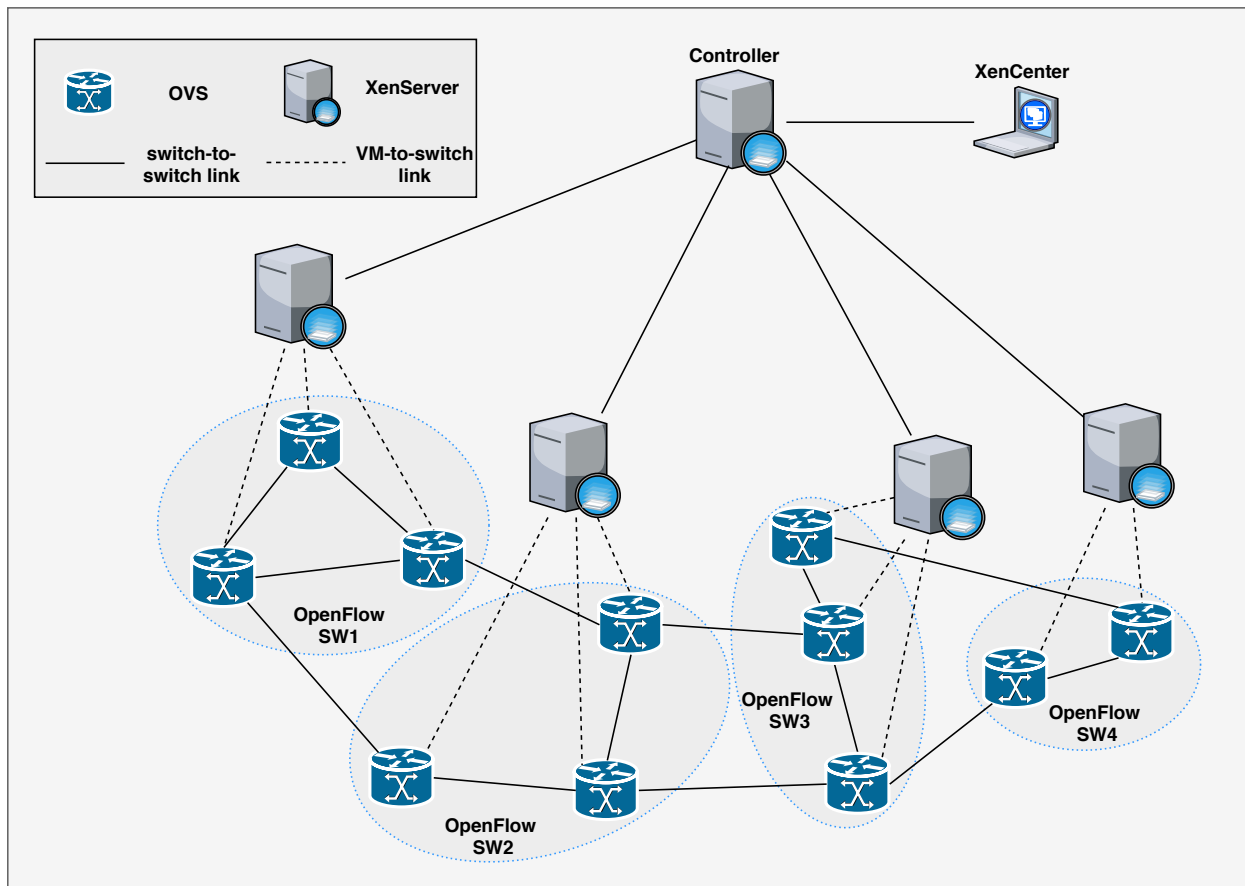 Controller
XenCenter
OVS
XenServer
switch-to-
switch link
VM-to-switch
link
OpenFlow
SW1
OpenFlow
SW2
OpenFlow
SW3
OpenFlow
SW4